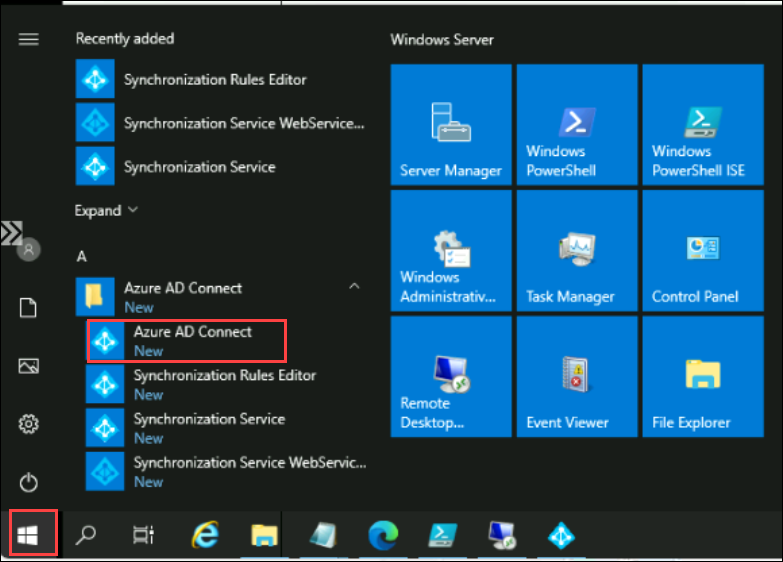 Recently added
Synchronization Rules Editor
Synchronization Service WebService...
Synchronization Service
Expand
A
Azure AD Connect
New
Azure AD Connect
New
Synchronization Rules Editor
New
Synchronization Service
New
Synchronization Service WebServic...
New
Windows Server
Server Manager
Windows
PowerShell
Windows
PowerShell ISE
Windows
Administrativ...
Task Manager
Control Panel
Remote
Desktop...
Event Viewer
File Explorer